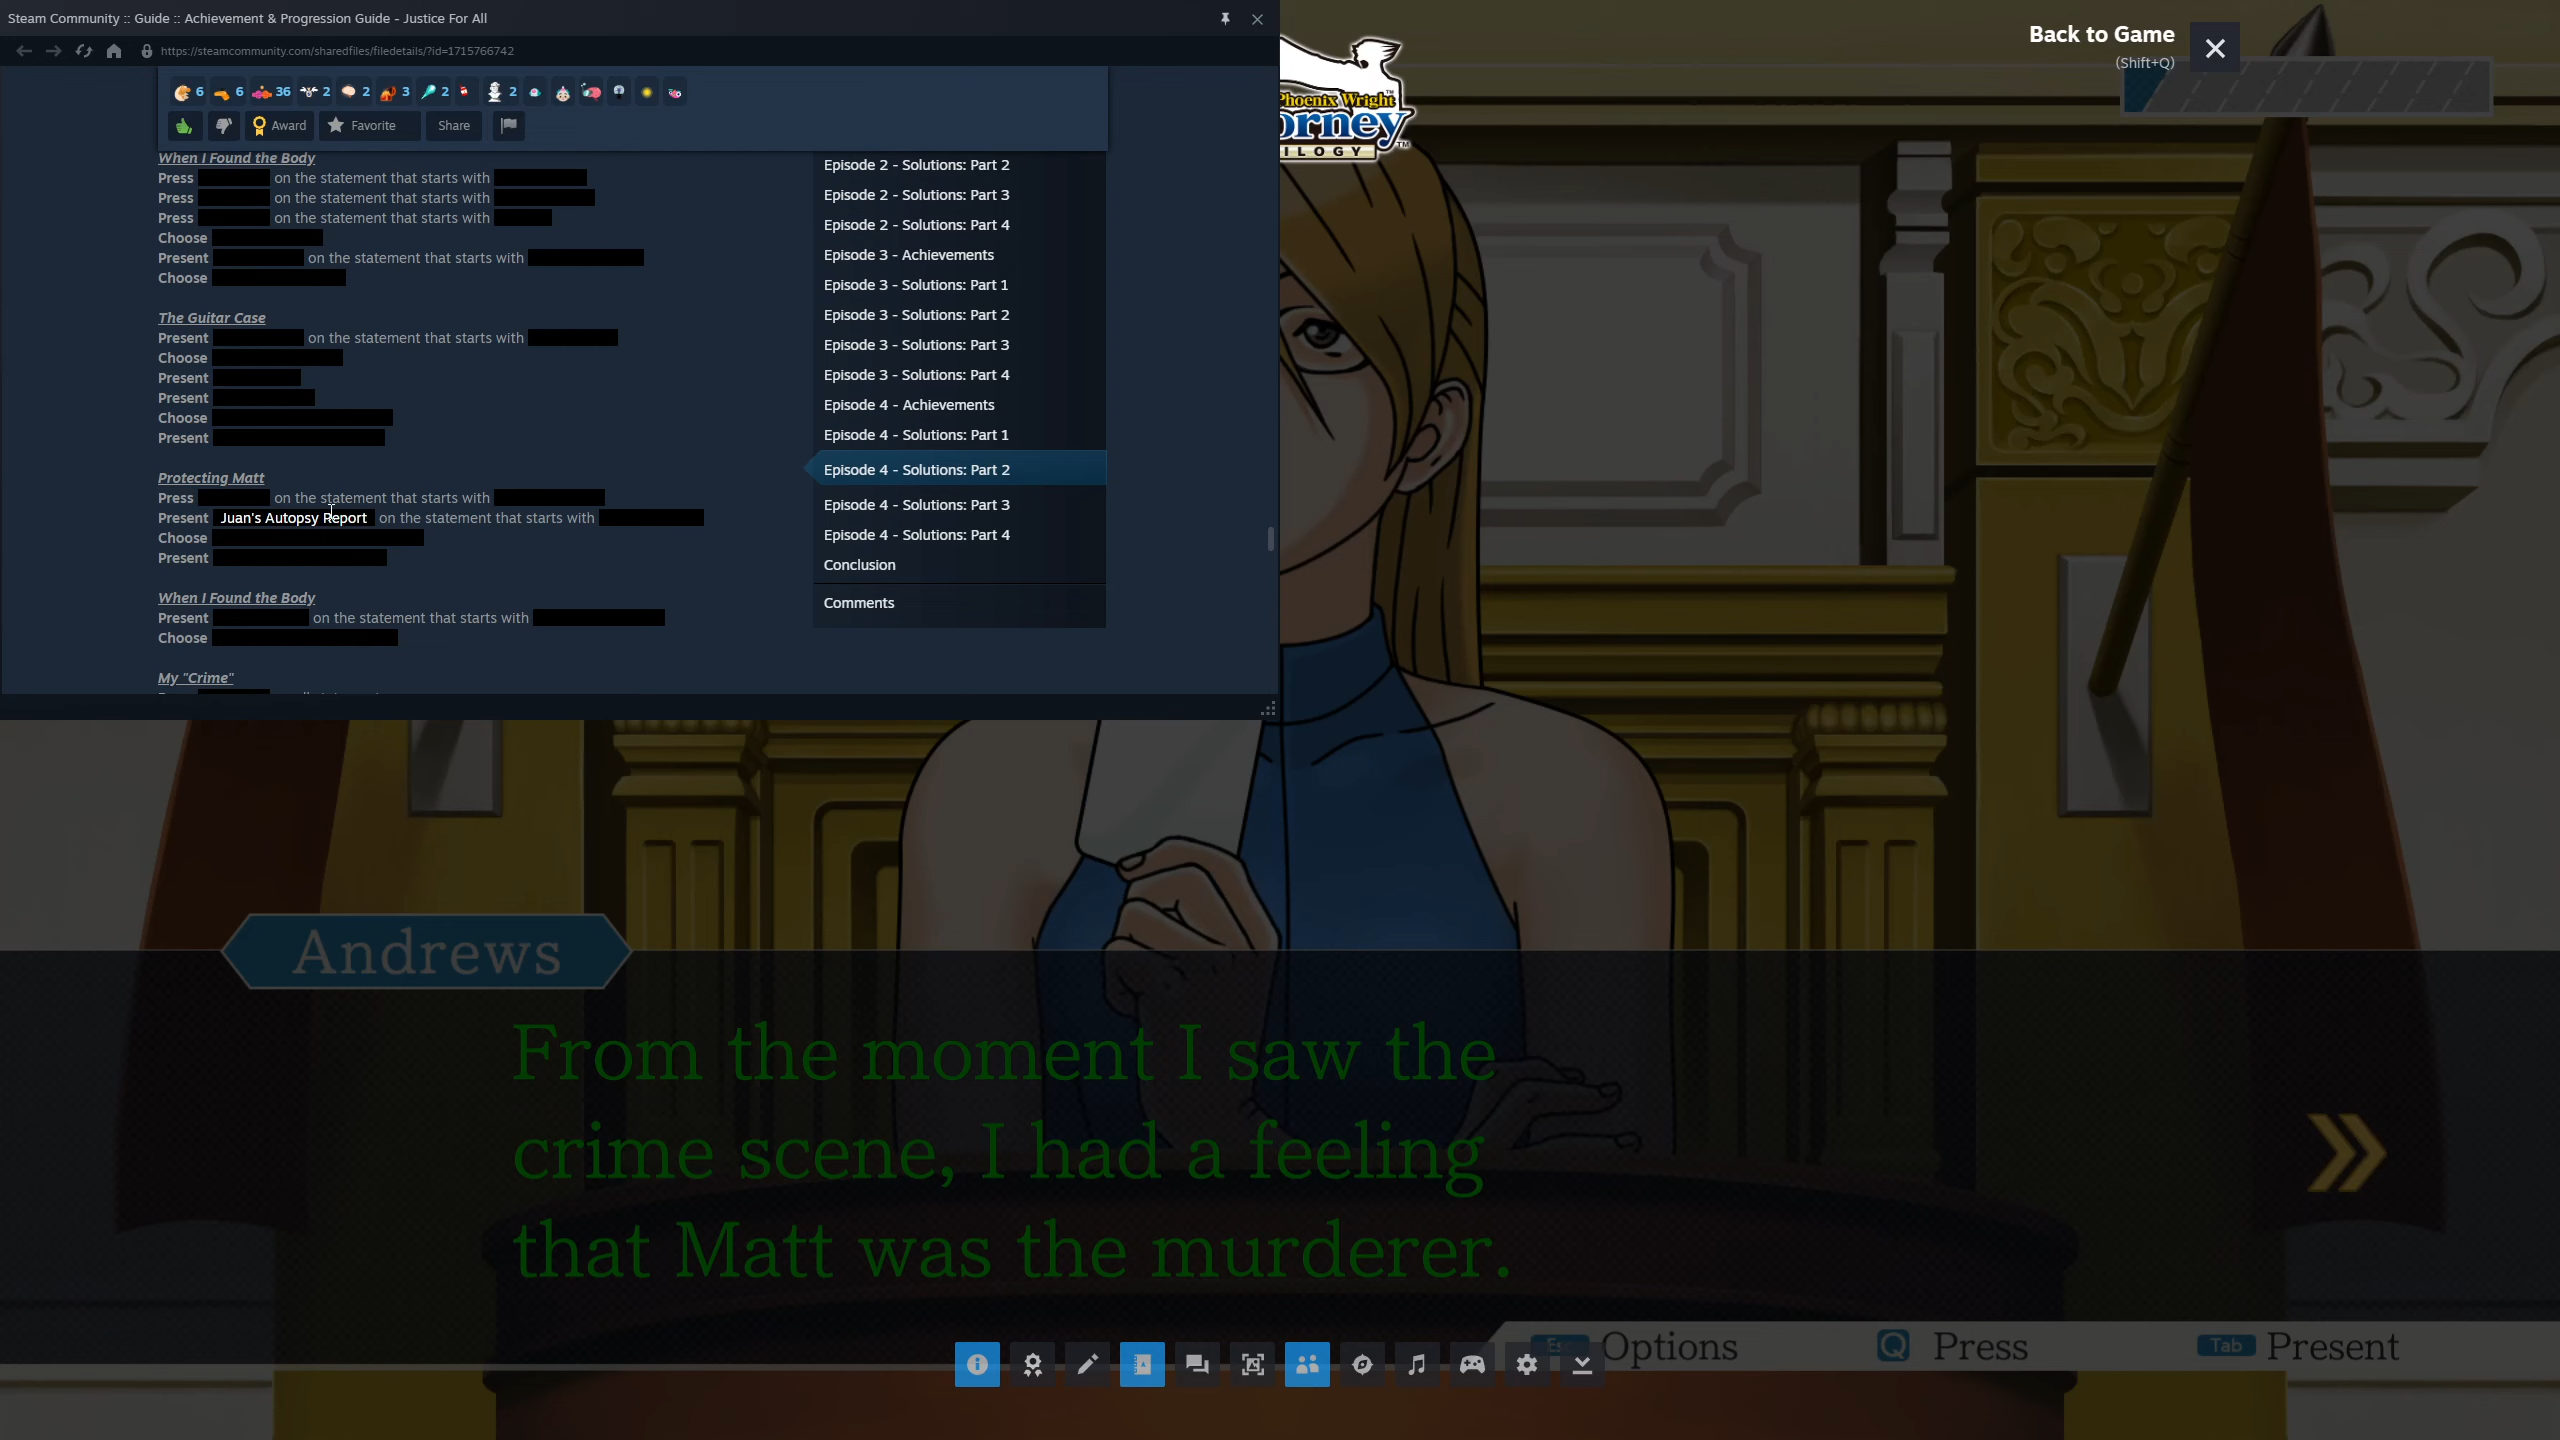 Steam Community :: Guide :: Achievement & Progression Guide - Justice For All
https://steamcommunity.com/sharedfiles/filedetails/?id=1715766742
6 6 36 2 2 3 2 2
Award Favorite Share
When I Found the Body
Press on the statement that starts with
Press on the statement that starts with
Press on the statement that starts with
Choose
Present on the statement that starts with
Choose
The Guitar Case
Present on the statement that starts with
Choose
Present
Present
Choose
Present
Protecting Matt
Press on the statement that starts with
Present Juan's Autopsy Report on the statement that starts with
Choose
Present
When I Found the Body
Present on the statement that starts with
Choose
My "Crime"
Episode 2 - Solutions: Part 2
Episode 2 - Solutions: Part 3
Episode 2 - Solutions: Part 4
Episode 3 - Achievements
Episode 3 - Solutions: Part 1
Episode 3 - Solutions: Part 2
Episode 3 - Solutions: Part 3
Episode 3 - Solutions: Part 4
Episode 4 - Achievements
Episode 4 - Solutions: Part 1
Episode 4 - Solutions: Part 2
Episode 4 - Solutions: Part 3
Episode 4 - Solutions: Part 4
Conclusion
Comments
Phoenix Wright™
orney
ILOGY™
Back to Game
(Shift+Q)
Andrews
From the moment I saw the
crime scene, I had a feeling
that Matt was the murderer.
Esc Options Q Press Tab Present